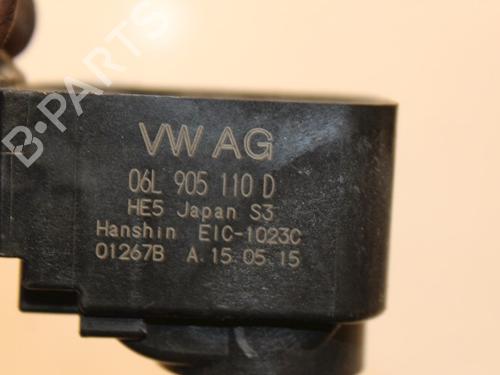 B·PARTS
VW AG
06L 905 110 D
HE5 Japan S3
Hanshin EIC-1023C
01267B A.15.05.15